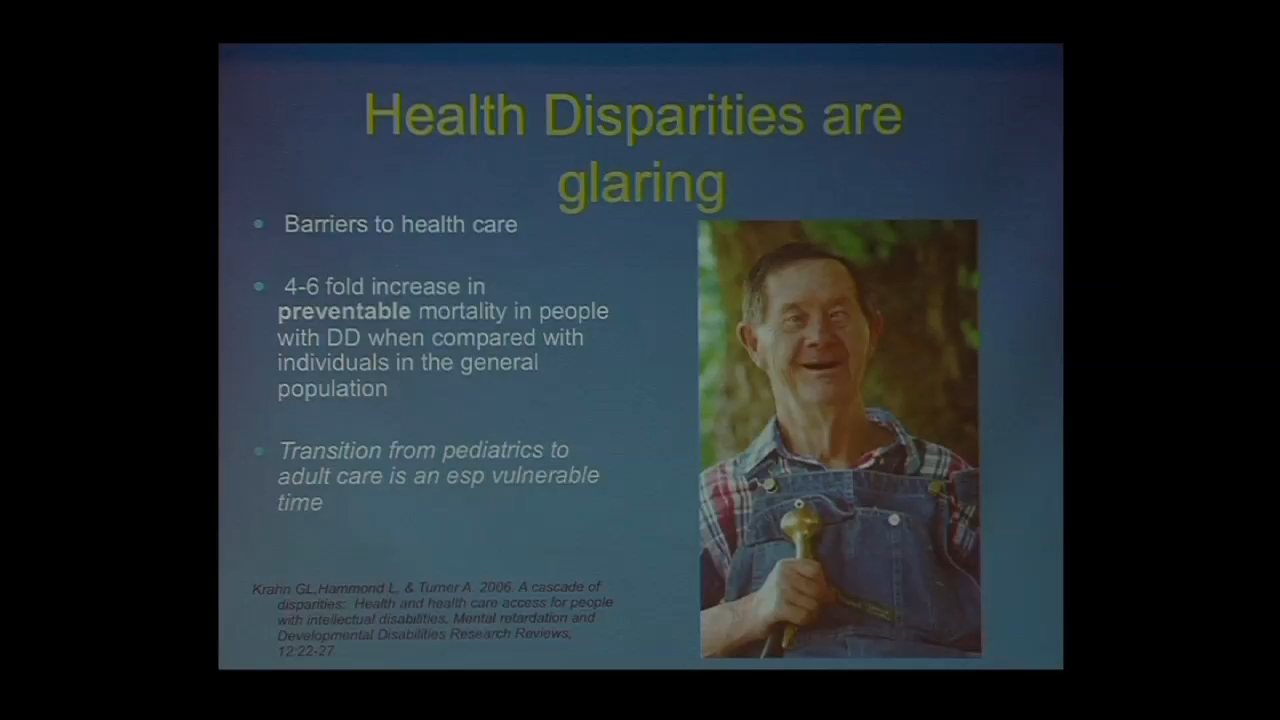 Health Disparities are
glaring
• Barriers to health care
• 4-6 fold increase in
preventable mortality in people
with DD when compared with
individuals in the general
population
• Transition from pediatrics to
adult care is an esp vulnerable
time
Krahn GL,Hammond L. & Turner A. 2006. A cascade of
disparities: Health and health care access for people
with intellectual disabilities. Mental retardation and
Developmental Disabilities Research Reviews,
12:22-27.